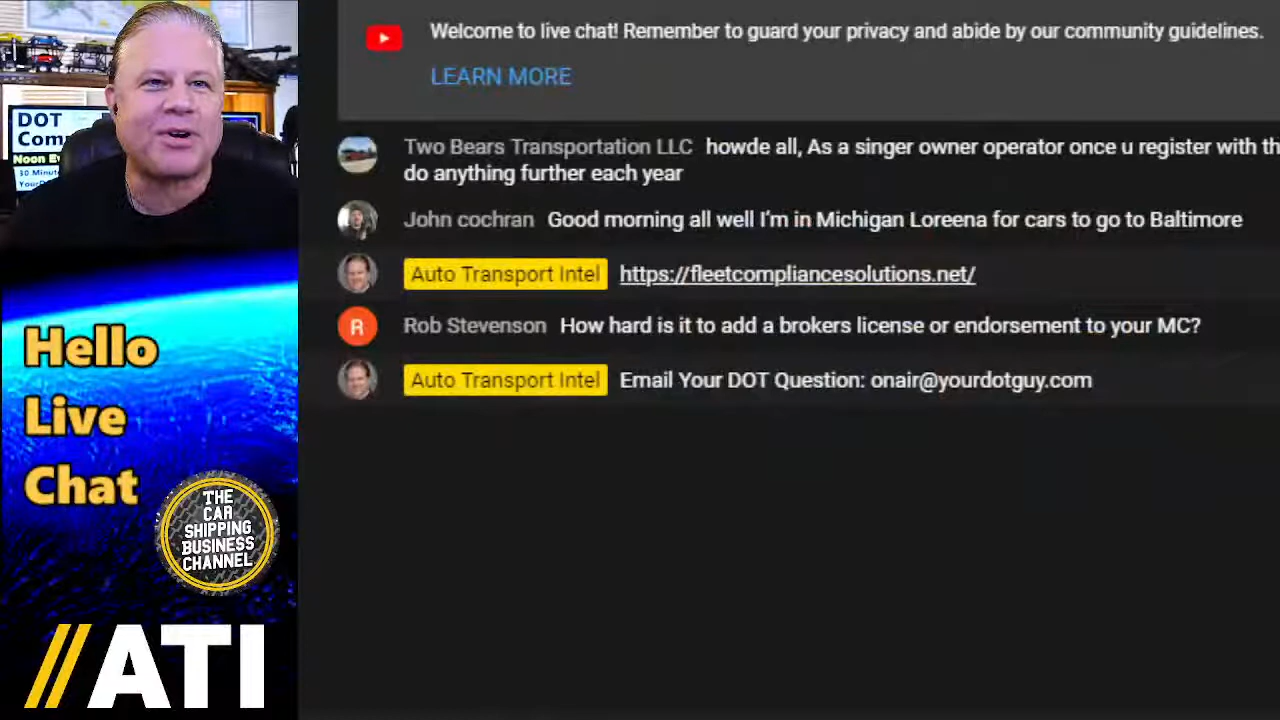 Welcome to live chat! Remember to guard your privacy and abide by our community guidelines.
LEARN MORE
Two Bears Transportation LLC howde all, As a singer owner operator once u register with th
do anything further each year
John cochran Good morning all well I'm in Michigan Loreena for cars to go to Baltimore
Auto Transport Intel https://fleetcompliancesolutions.net/
R Rob Stevenson How hard is it to add a brokers license or endorsement to your MC?
Auto Transport Intel Email Your DOT Question: onair@yourdotguy.com
DOT
Com
Noon
30 Minute
Hello
Live
Chat
THE
CAR
SHIPPING
BUSINESS
CHANNEL
//ATI